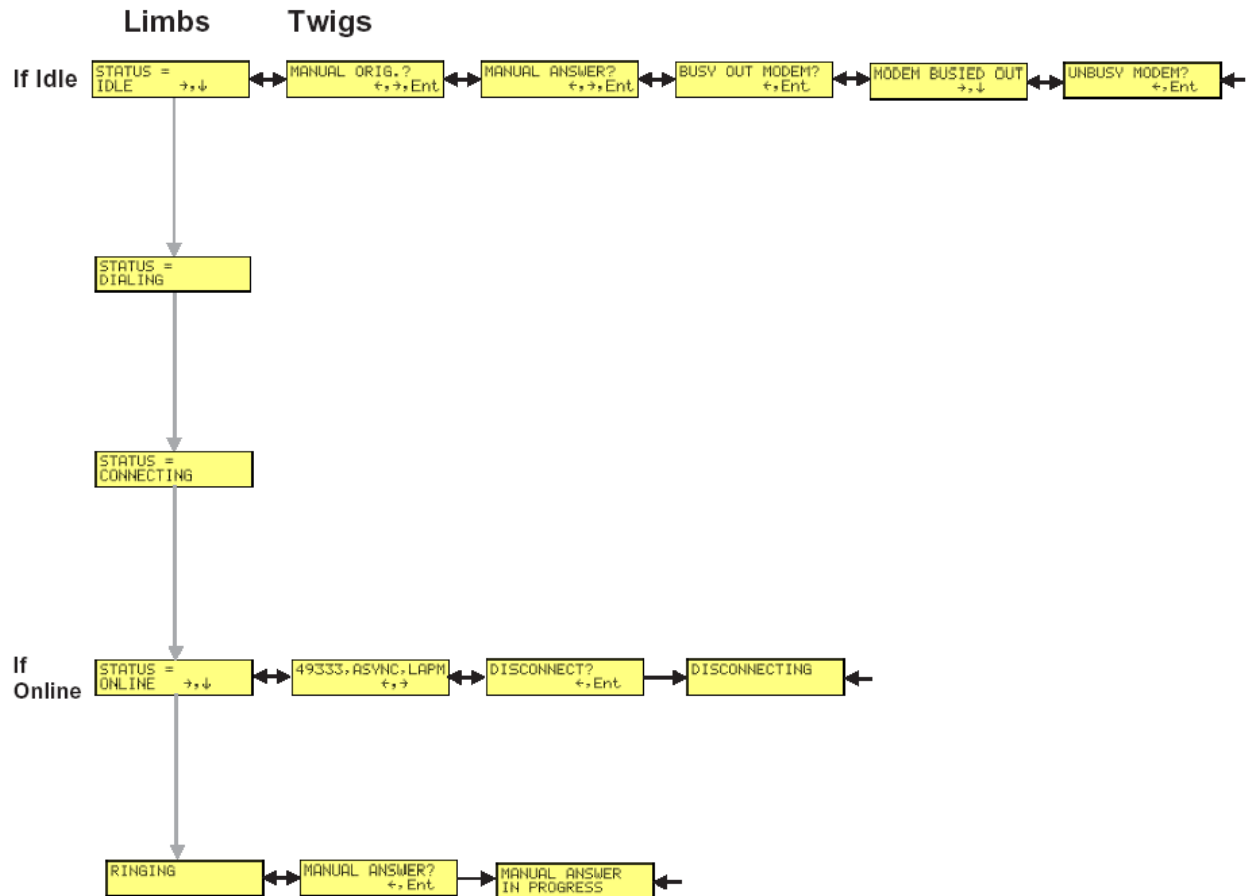 Limbs Twigs
If Idle
STATUS =
IDLE →,↓
MANUAL ORIG.?
←,→,Ent
MANUAL ANSWER?
←,→,Ent
BUSY OUT MODEM?
←,Ent
MODEM BUSIED OUT
→,↓
UNBUSY MODEM?
←,Ent
STATUS =
DIALING
STATUS =
CONNECTING
If
Online
STATUS =
ONLINE →,↓
49333,ASYNC,LAPM
←,→
DISCONNECT?
←,Ent
DISCONNECTING
RINGING
MANUAL ANSWER?
←,Ent
MANUAL ANSWER
IN PROGRESS